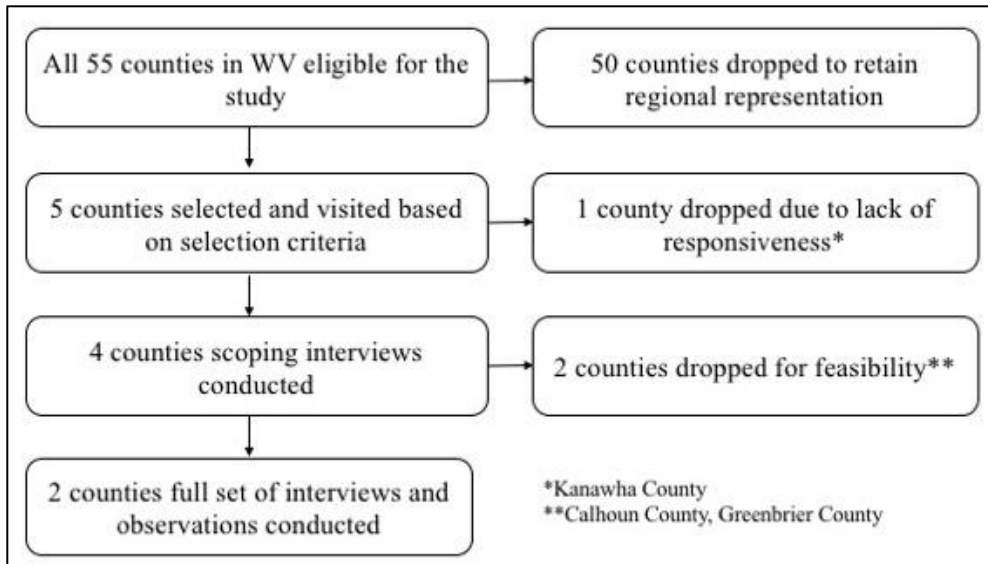 All 55 counties in WV eligible for the
study
50 counties dropped to retain
regional representation
5 counties selected and visited based
on selection criteria
1 county dropped due to lack of
responsiveness*
4 counties scoping interviews
conducted
2 counties dropped for feasibility**
2 counties full set of interviews and
observations conducted
*Kanawha County
**Calhoun County, Greenbrier County